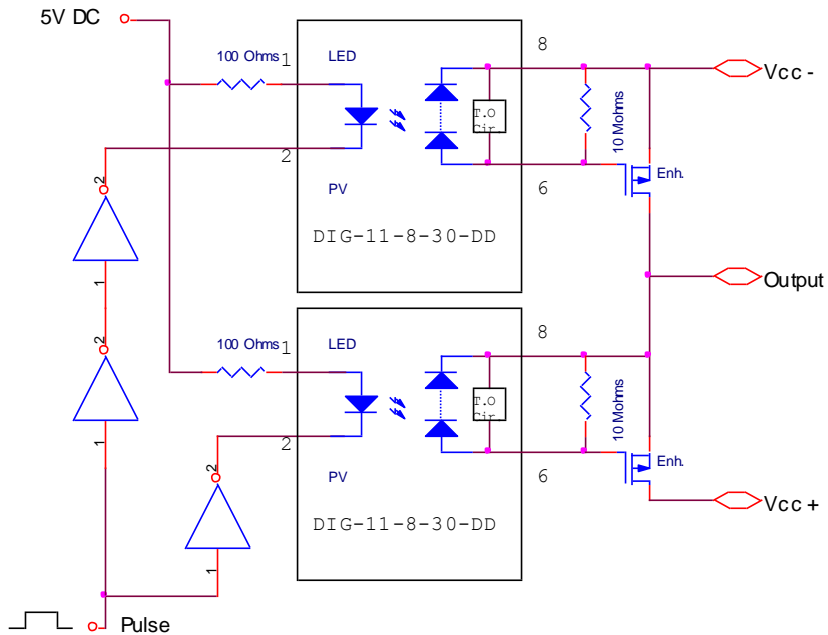 5V DC
100 Ohms
1
LED
8
Vcc -
T.O
Cir.
10 Mohms
2
6
Enh.
PV
2
DIG-11-8-30-DD
1
Output
2
100 Ohms
1
LED
8
T.O
Cir.
10 Mohms
1
2
6
Enh.
2
PV
Vcc +
DIG-11-8-30-DD
1
Pulse